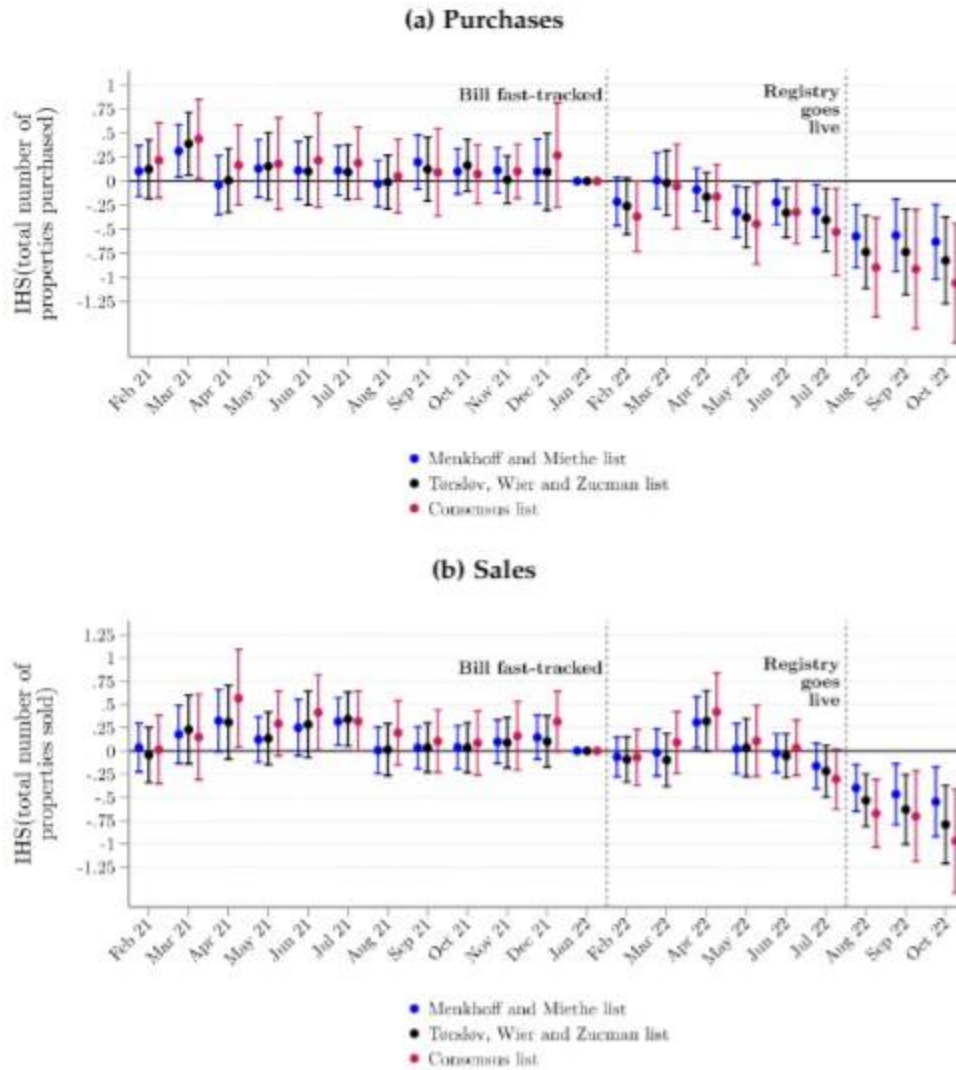 (a) Purchases
IHS(total number of
properties purchased)
1
.75
.5
.25
0
-.25
-.5
-.75
-1
-1.25
Bill fast-tracked
Registry
goes
live
Feb 21
Mar 21
Apr 21
May 21
Jun 21
Jul 21
Aug 21
Sep 21
Oct 21
Nov 21
Dec 21
Jan 22
Feb 22
Mar 22
Apr 22
May 22
Jun 22
Jul 22
Aug 22
Sep 22
Oct 22
Menkhoff and Miethe list
Tørsløv, Wier and Zucman list
Consensus list
(b) Sales
IHS(total number of
properties sold)
1.25
1
.75
.5
.25
0
-.25
-.5
-.75
-1
-1.25
Bill fast-tracked
Registry
goes
live
Feb 21
Mar 21
Apr 21
May 21
Jun 21
Jul 21
Aug 21
Sep 21
Oct 21
Nov 21
Dec 21
Jan 22
Feb 22
Mar 22
Apr 22
May 22
Jun 22
Jul 22
Aug 22
Sep 22
Oct 22
Menkhoff and Miethe list
Tørsløv, Wier and Zucman list
Consensus list